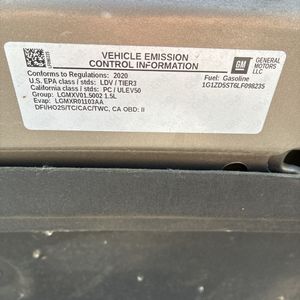 VEHICLE EMISSION
CONTROL INFORMATION
Conforms to Regulations: 2020
U.S. EPA class / stds: LDV / TIER3
California class / stds: PC / ULEV50
Group: LGMXV01.5002 1.5L
Evap: LGMXR01103AA
DFI/HO2S/TC/CAC/TWC, CA OBD: II
GM
GENERAL
MOTORS
LLC
Fuel: Gasoline
1G1ZD5ST6LF098235